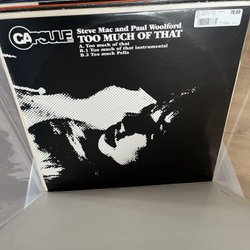 CAPSULE
Steve Mac and Paul Woolford
TOO MUCH OF THAT
A. Too much of that
B.1 Too much of that instrumental
B.2 Too much Pella